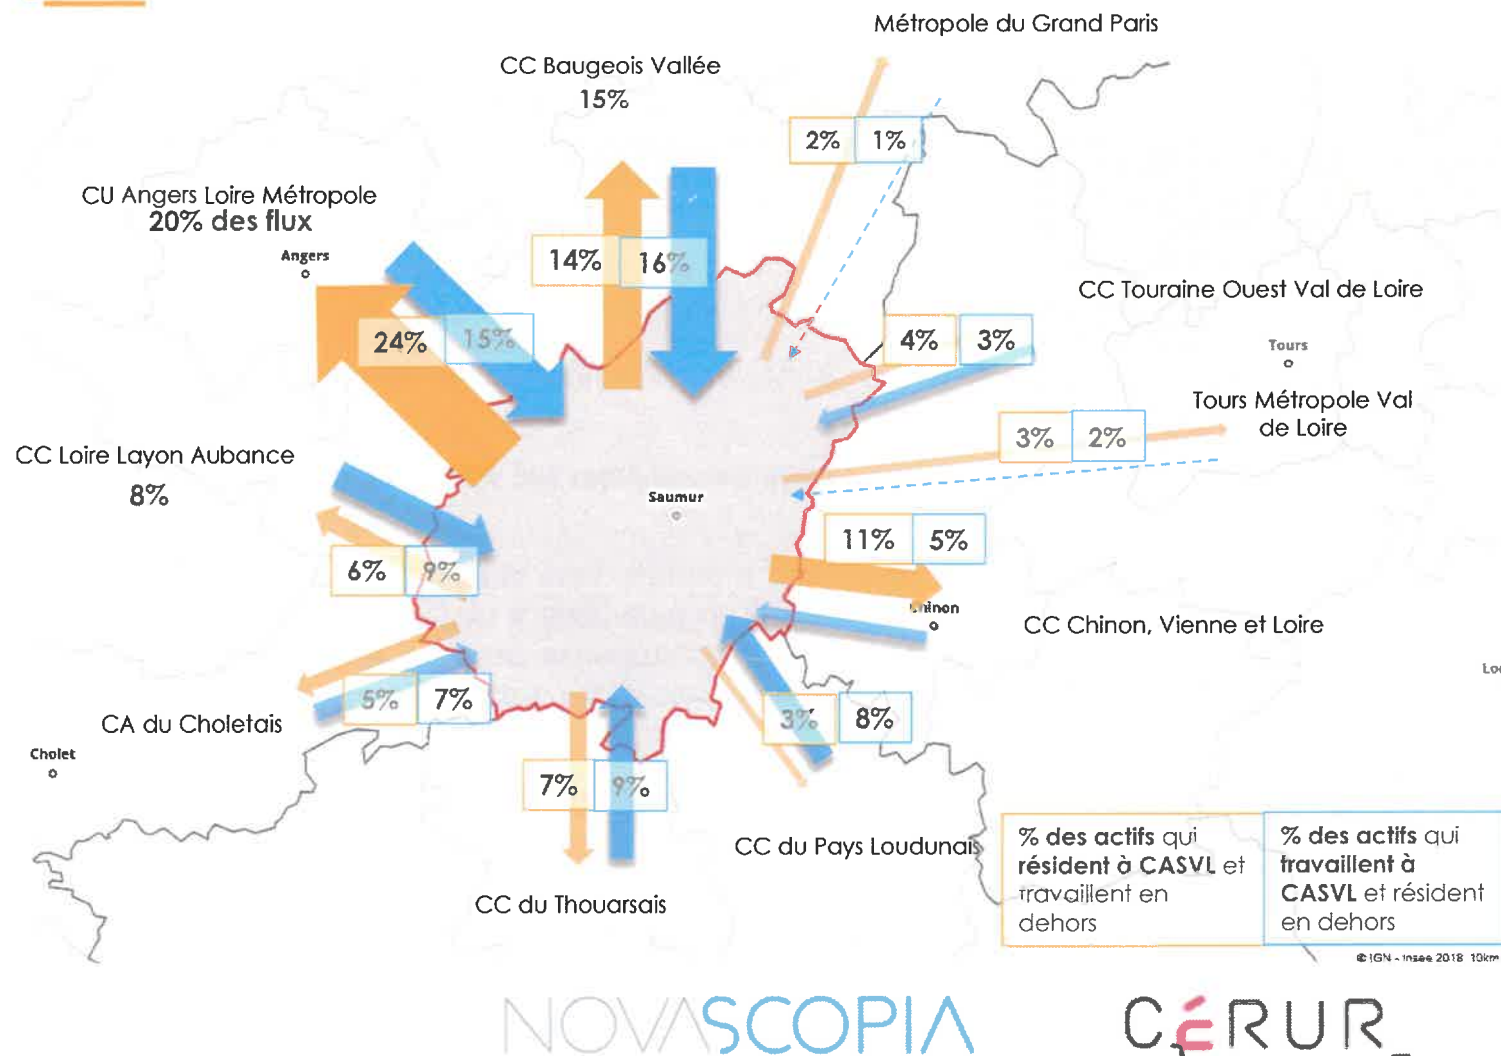 Métropole du Grand Paris
CC Baugeois Vallée
15%
2% 1%
CU Angers Loire Métropole
20% des flux
Angers
14% 16%
CC Touraine Ouest Val de Loire
24% 15%
4% 3%
Tours
Tours Métropole Val
de Loire
3% 2%
CC Loire Layon Aubance
8%
Saumur
11% 5%
6% 9%
CC Chinon, Vienne et Loire
5% 7%
CA du Choletais
3% 8%
Cholet
7% 9%
CC du Pays Loudunais
CC du Thouarsais
% des actifs qui
résident à CASVL et
travaillent en
dehors
% des actifs qui
travaillent à
CASVL et résident
en dehors
© IGN - Insee 2018 10km
NOVASCOPIA
CÉRUR